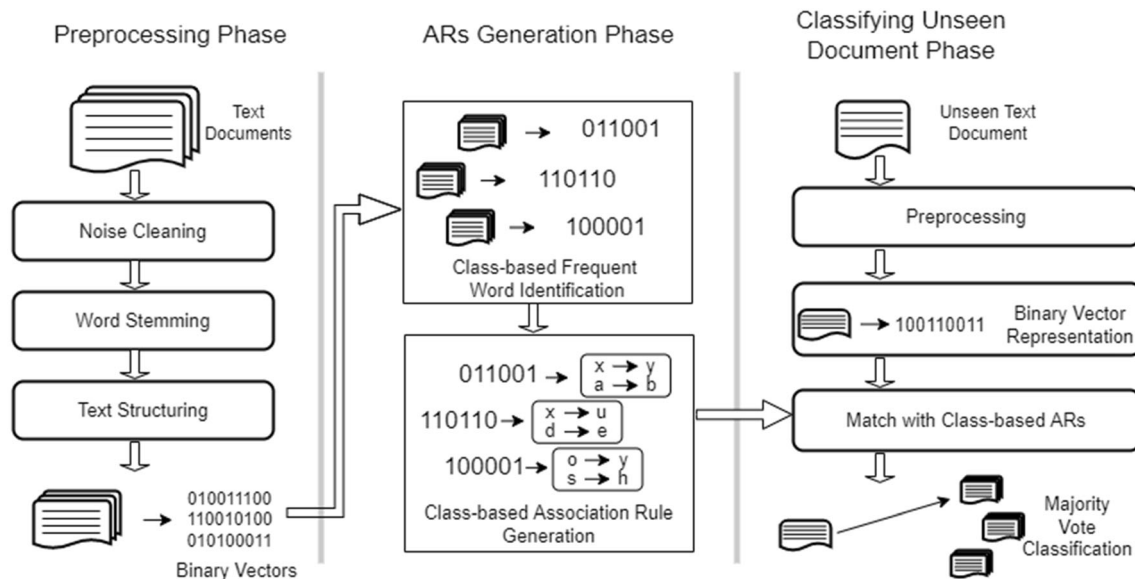 Preprocessing Phase
Text
Documents
Noise Cleaning
Word Stemming
Text Structuring
010011100
110010100
010100011
Binary Vectors
ARs Generation Phase
011001
110110
100001
Class-based Frequent
Word Identification
011001
x y
a b
110110
x u
d e
100001
o y
s h
Class-based Association Rule
Generation
Classifying Unseen
Document Phase
Unseen Text
Document
Preprocessing
100110011
Binary Vector
Representation
Match with Class-based ARs
Majority
Vote
Classification